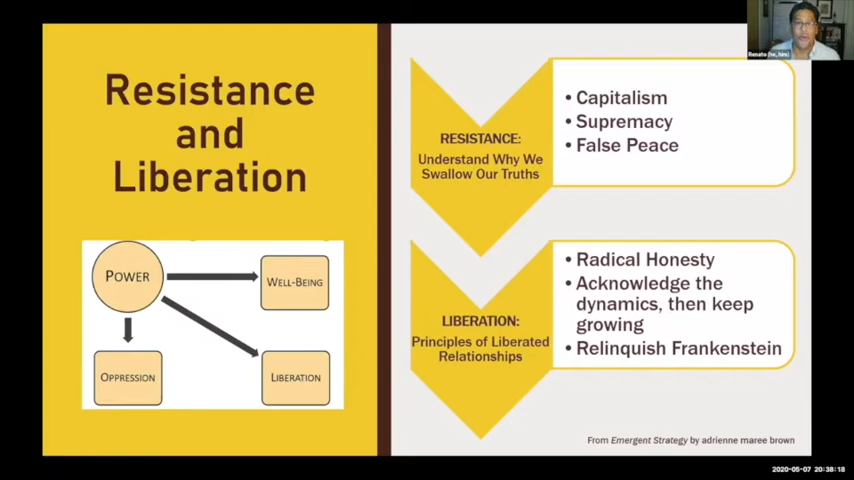 Resistance
and
Liberation
POWER
WELL-BEING
OPPRESSION
LIBERATION
RESISTANCE:
Understand Why We
Swallow Our Truths
• Capitalism
• Supremacy
• False Peace
LIBERATION:
Principles of Liberated
Relationships
• Radical Honesty
• Acknowledge the
dynamics, then keep
growing
• Relinquish Frankenstein
From Emergent Strategy by adrienne maree brown
Renato (he, him)
2020-05-07 20:38:18